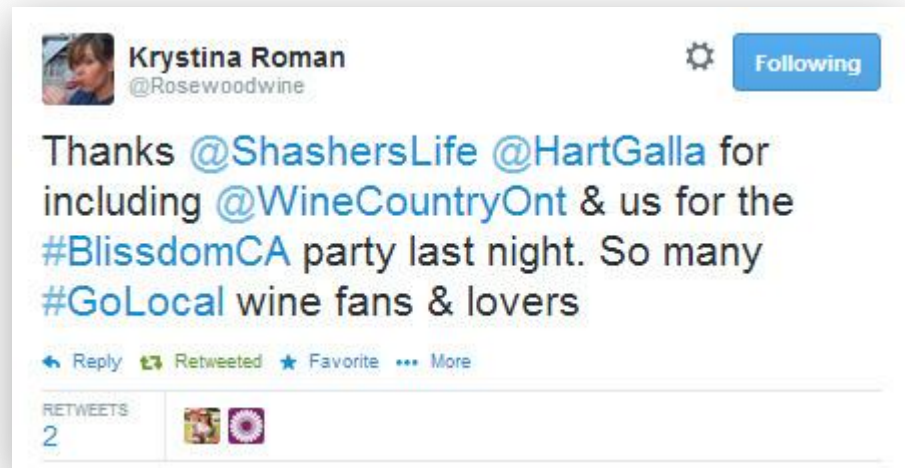 Krystina Roman
@Rosewoodwine
Following
Thanks @ShashersLife @HartGalla for
including @WineCountryOnt & us for the
#BlissdomCA party last night. So many
#GoLocal wine fans & lovers
Reply Retweeted Favorite More
RETWEETS
2